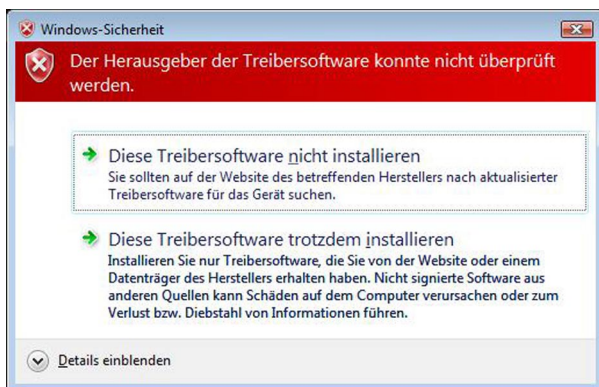 Windows-Sicherheit
Der Herausgeber der Treibersoftware konnte nicht überprüft
werden.
Diese Treibersoftware nicht installieren
Sie sollten auf der Website des betreffenden Herstellers nach aktualisierter
Treibersoftware für das Gerät suchen.
Diese Treibersoftware trotzdem installieren
Installieren Sie nur Treibersoftware, die Sie von der Website oder einem
Datenträger des Herstellers erhalten haben. Nicht signierte Software aus
anderen Quellen kann Schäden auf dem Computer verursachen oder zum
Verlust bzw. Diebstahl von Informationen führen.
Details einblenden